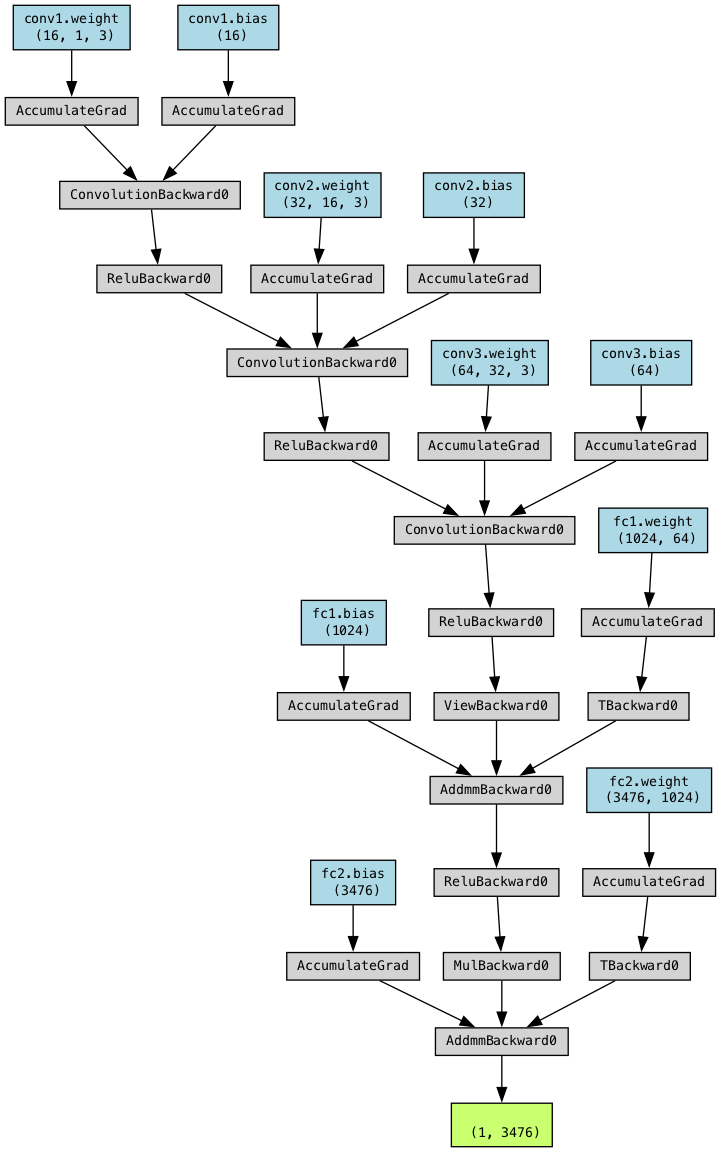 conv1.weight
(16, 1, 3)
conv1.bias
(16)
AccumulateGrad
AccumulateGrad
ConvolutionBackward0
conv2.weight
(32, 16, 3)
conv2.bias
(32)
ReluBackward0
AccumulateGrad
AccumulateGrad
ConvolutionBackward0
conv3.weight
(64, 32, 3)
conv3.bias
(64)
ReluBackward0
AccumulateGrad
AccumulateGrad
ConvolutionBackward0
fc1.weight
(1024, 64)
fc1.bias
(1024)
ReluBackward0
AccumulateGrad
AccumulateGrad
ViewBackward0
TBackward0
AddmmBackward0
fc2.weight
(3476, 1024)
fc2.bias
(3476)
ReluBackward0
AccumulateGrad
AccumulateGrad
MulBackward0
TBackward0
AddmmBackward0
(1, 3476)